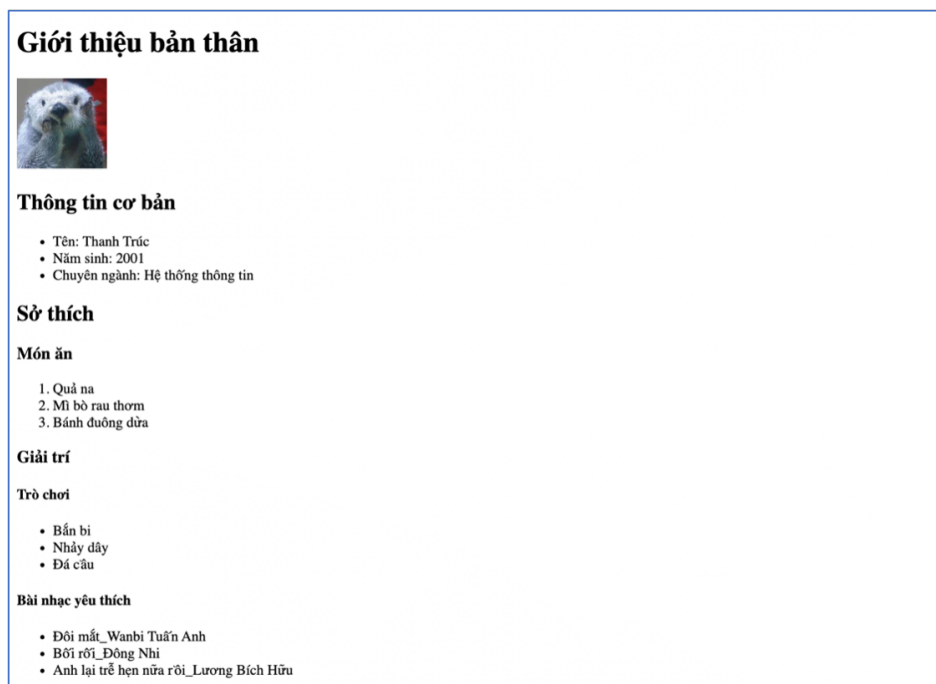 Giới thiệu bản thân
Thông tin cơ bản
Tên: Thanh Trúc
Năm sinh: 2001
Chuyên ngành: Hệ thống thông tin
Sở thích
Món ăn
1. Quả na
2. Mì bò rau thơm
3. Bánh đuông dừa
Giải trí
Trò chơi
Bắn bi
Nhảy dây
Đá cầu
Bài nhạc yêu thích
Đôi mắt_Wanbi Tuấn Anh
Bối rối_Đông Nhi
Anh lại trễ hẹn nữa rồi_Lương Bích Hữu